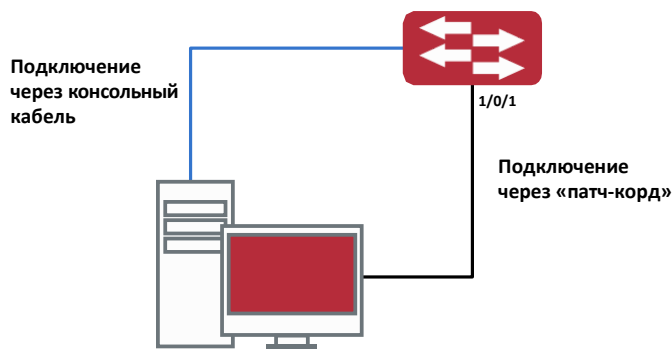 Подключение
через консольный
кабель
1/0/1
Подключение
через «патч-корд»